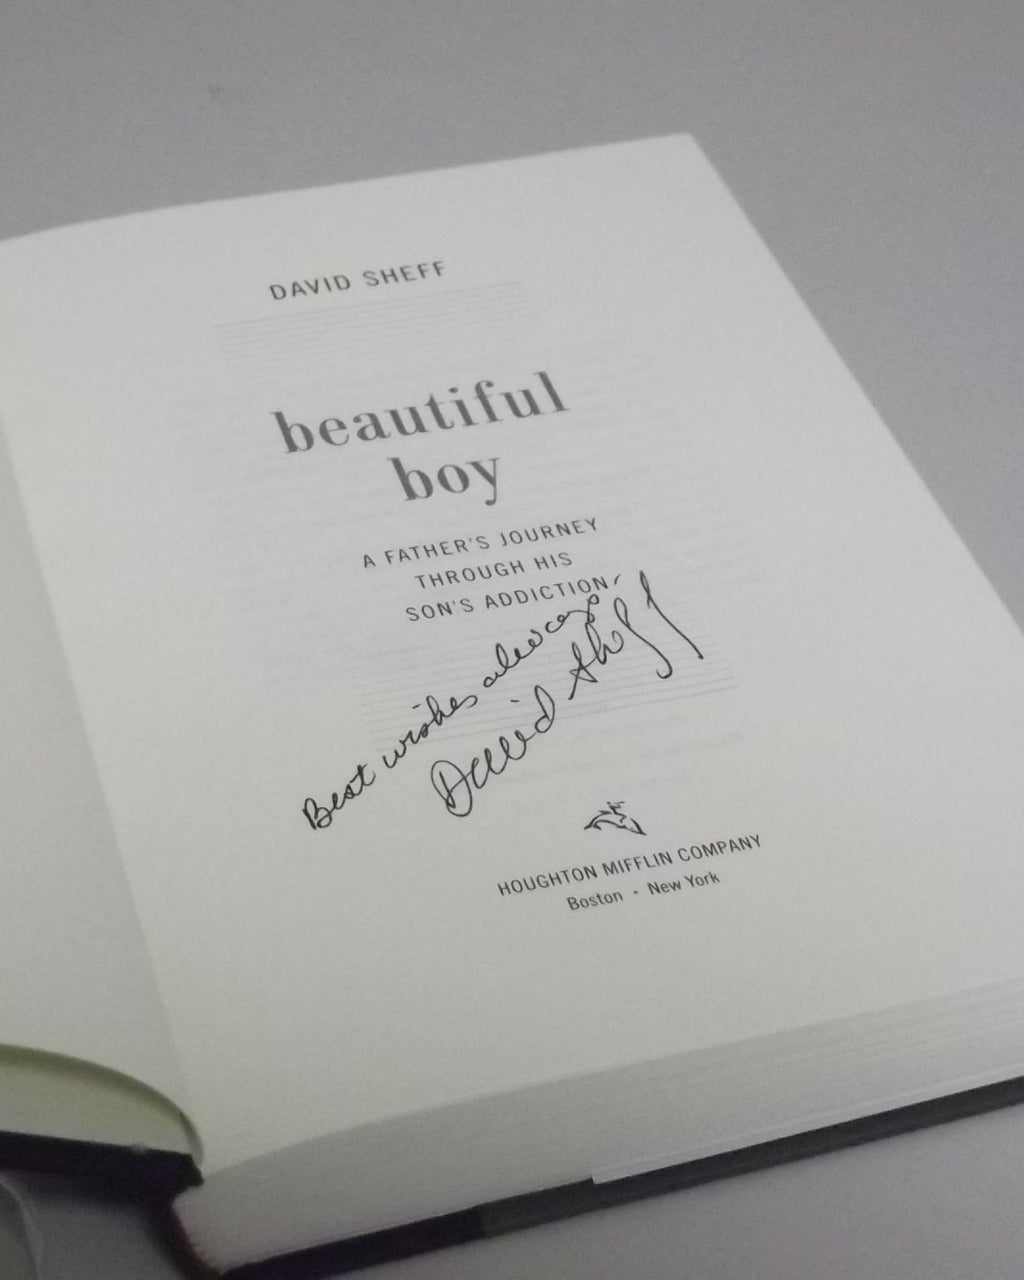 DAVID SHEFF
beautiful
boy
A FATHER'S JOURNEY
THROUGH HIS
SON'S ADDICTION
Best wishes always
David Sheff
HOUGHTON MIFFLIN COMPANY
Boston · New York